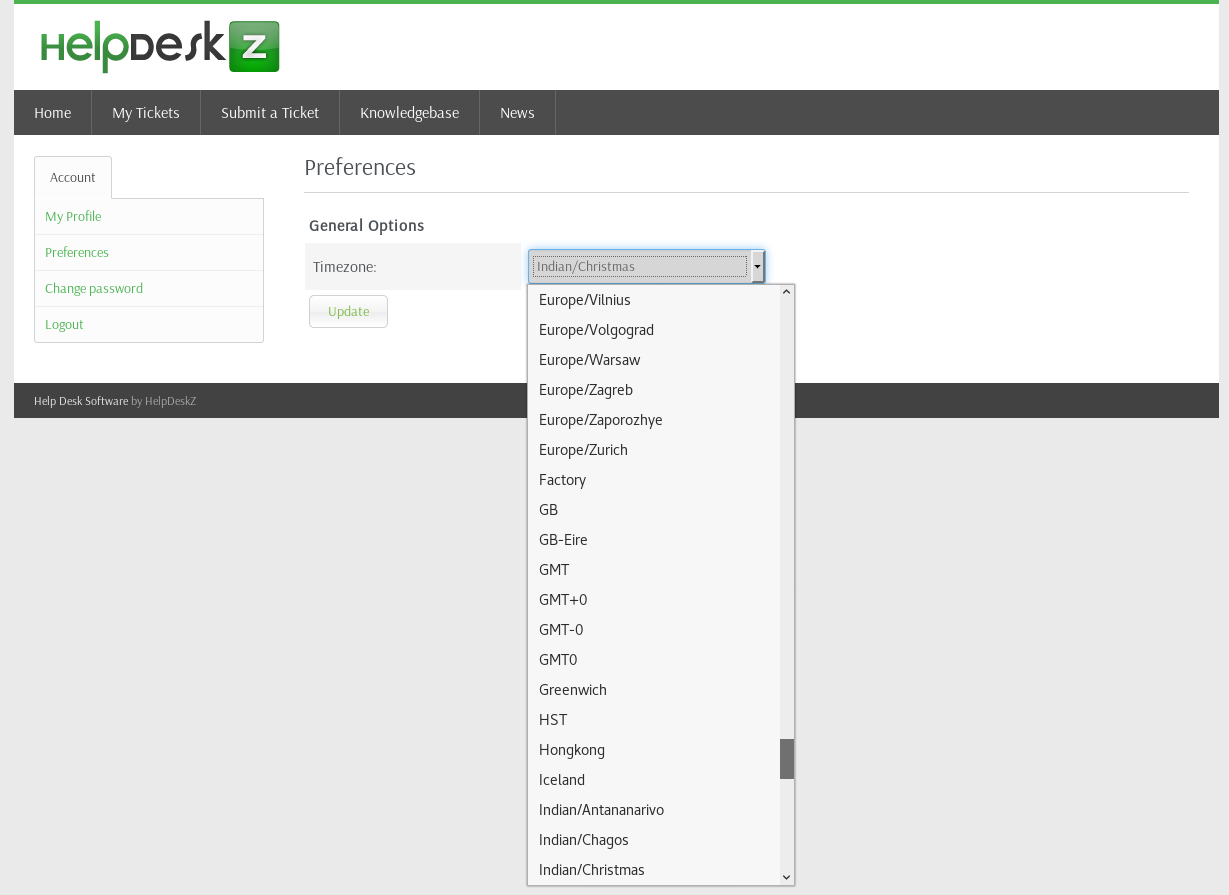 HelpDesk Z
Home
My Tickets
Submit a Ticket
Knowledgebase
News
Account
My Profile
Preferences
Change password
Logout
Preferences
General Options
Timezone:
Indian/Christmas
Update
Europe/Vilnius
Europe/Volgograd
Europe/Warsaw
Europe/Zagreb
Europe/Zaporozhye
Europe/Zurich
Factory
GB
GB-Eire
GMT
GMT+0
GMT-0
GMT0
Greenwich
HST
Hongkong
Iceland
Indian/Antananarivo
Indian/Chagos
Indian/Christmas
Help Desk Software by HelpDeskZ